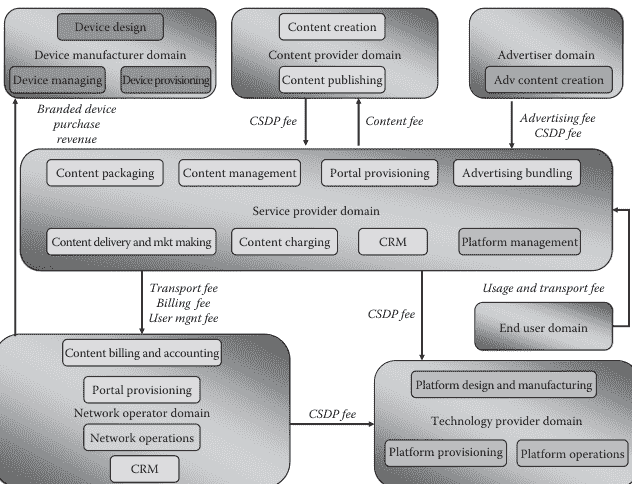 Device design
Device manufacturer domain
Device managing
Device provisioning
Content creation
Content provider domain
Content publishing
Advertiser domain
Adv content creation
Branded device
purchase
revenue
CSDP fee
Content fee
Advertising fee
CSDP fee
Content packaging
Content management
Portal provisioning
Advertising bundling
Service provider domain
Content delivery and mkt making
Content charging
CRM
Platform management
Transport fee
Billing fee
User mgnt fee
CSDP fee
Usage and transport fee
End user domain
Content billing and accounting
Portal provisioning
Network operator domain
Network operations
CRM
CSDP fee
Platform design and manufacturing
Technology provider domain
Platform provisioning
Platform operations